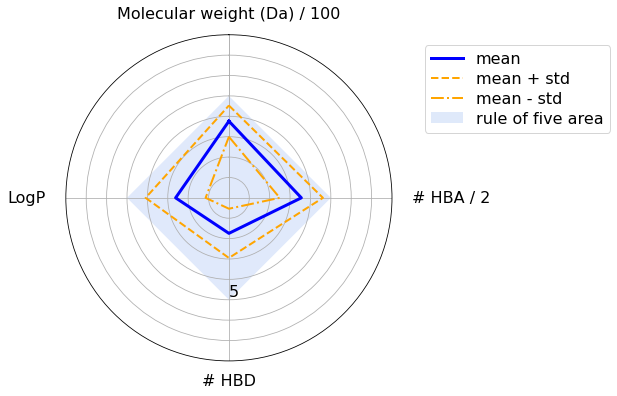 Molecular weight (Da) / 100
mean
mean + std
mean - std
rule of five area
LogP
# HBA / 2
5
# HBD